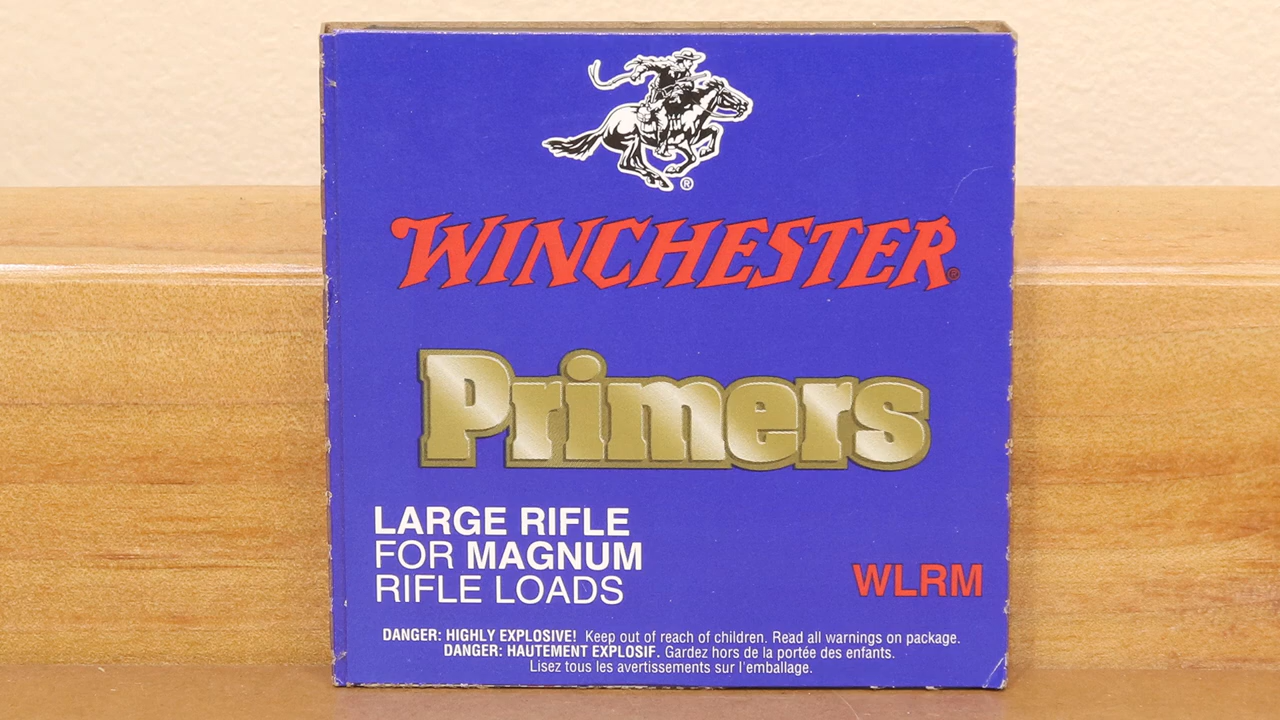 ®
WINCHESTER®
Primers
LARGE RIFLE
FOR MAGNUM
RIFLE LOADS
WLRM
DANGER: HIGHLY EXPLOSIVE! Keep out of reach of children. Read all warnings on package.
DANGER: HAUTEMENT EXPLOSIF. Gardez hors de la portée des enfants.
Lisez tous les avertissements sur l'emballage.